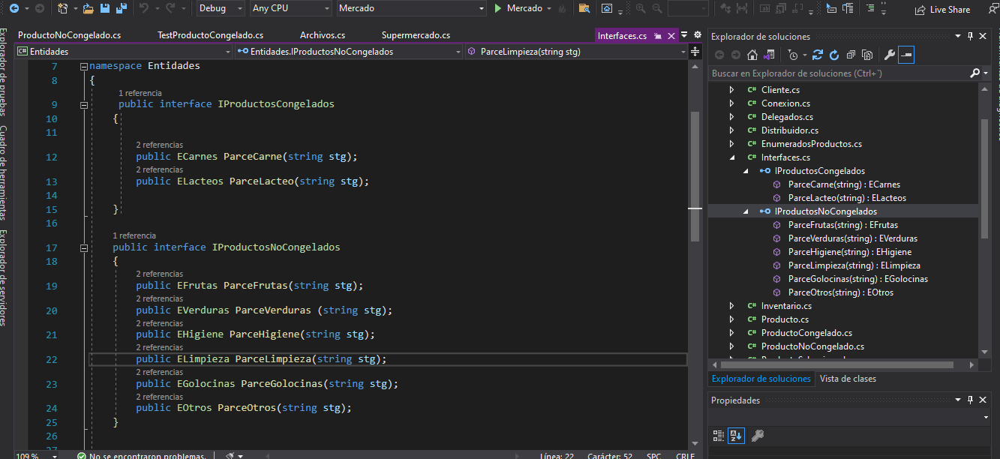 Debug
Any CPU
Mercado
Mercado
Live Share
ProductoNoCongelado.cs
TestProductoCongelado.cs
Archivos.cs
Supermercado.cs
Interfaces.cs
Entidades
Entidades.IProductosNoCongelados
ParceLimpieza(string stg)
Explorador de pruebas
Cuadro de herramientas
Explorador de servidores
7 namespace Entidades
8 {
1 referencia
9 public interface IProductosCongelados
10 {
11
2 referencias
12 public ECarnes ParceCarne(string stg);
2 referencias
13 public ELacteos ParceLacteo(string stg);
14
15 }
16
1 referencia
17 public interface IProductosNoCongelados
18 {
2 referencias
19 public EFrutas ParceFrutas(string stg);
2 referencias
20 public EVerduras ParceVerduras (string stg);
2 referencias
21 public EHigiene ParceHigiene(string stg);
2 referencias
22 public ELimpieza ParceLimpieza(string stg);
2 referencias
23 public EGolocinas ParceGolocinas(string stg);
2 referencias
24 public EOtros ParceOtros(string stg);
25 }
26
27
109 %
No se encontraron problemas.
Línea: 22 Carácter: 52 SPC CRLF
Explorador de soluciones
Buscar en Explorador de soluciones (Ctrl+´)
C# Cliente.cs
C# Conexion.cs
C# Delegados.cs
C# Distribuidor.cs
C# EnumeradosProductos.cs
C# Interfaces.cs
IProductosCongelados
ParceCarne(string) : ECarnes
ParceLacteo(string) : ELacteos
IProductosNoCongelados
ParceFrutas(string) : EFrutas
ParceVerduras(string) : EVerduras
ParceHigiene(string) : EHigiene
ParceLimpieza(string) : ELimpieza
ParceGolocinas(string) : EGolocinas
ParceOtros(string) : EOtros
C# Inventario.cs
C# Producto.cs
C# ProductoCongelado.cs
C# ProductoNoCongelado.cs
Explorador de soluciones
Vista de clases
Propiedades